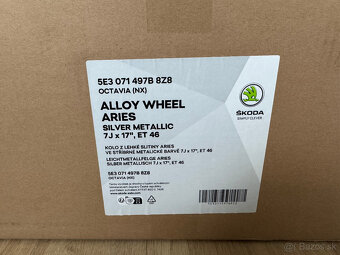 5E3 071 497B 8Z8
OCTAVIA (NX)
ALLOY WHEEL
ARIES
SILVER METALLIC
7J x 17", ET 46
ŠKODA
SIMPLY CLEVER
KOLO Z LEHKÉ SLITINY ARIES
VE STŘÍBRNÉ METALICKÉ BARVĚ 7J x 17", ET 46
LEICHTMETALLFELGE ARIES
SILBER METALLISCH 7J x 17", ET 46
5E3 071 497B 8Z8
OCTAVIA (NX)
bazos.sk